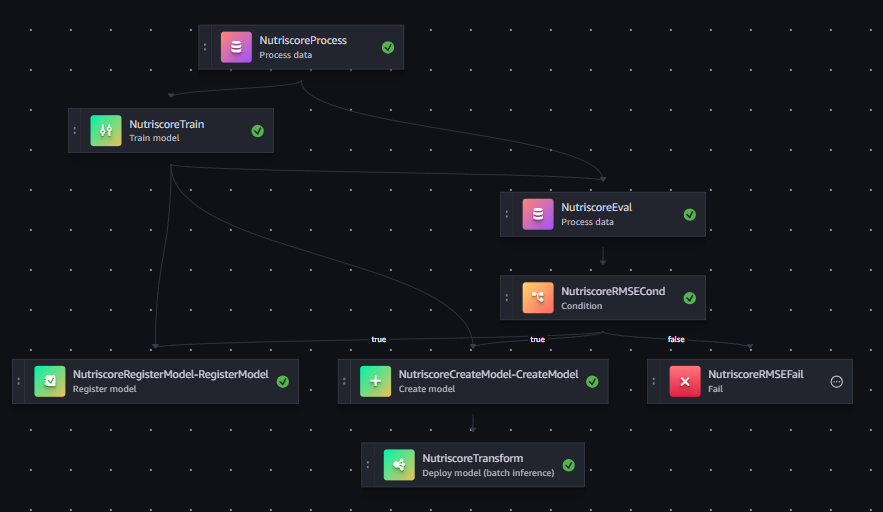 NutriscoreProcess
Process data
NutriscoreTrain
Train model
NutriscoreEval
Process data
NutriscoreRMSECond
Condition
true
true
false
NutriscoreRegisterModel-RegisterModel
Register model
NutriscoreCreateModel-CreateModel
Create model
NutriscoreRMSEFail
Fail
NutriscoreTransform
Deploy model (batch inference)